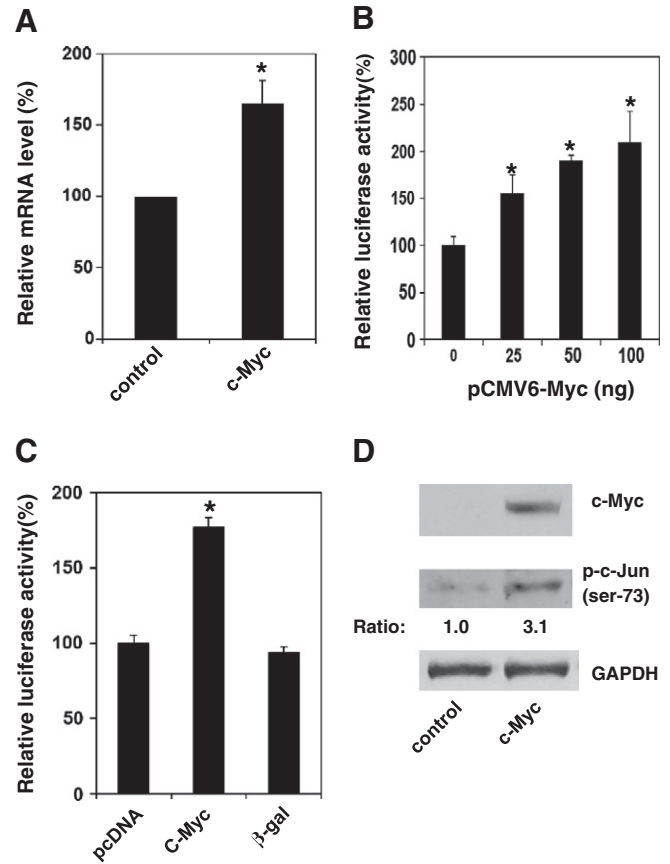 A
Relative mRNA level (%)
200
150
100
50
0
*
control
c-Myc
B
Relative luciferase activity(%)
300
250
200
150
100
50
0
*
*
*
0 25 50 100
pCMV6-Myc (ng)
C
Relative luciferase activity(%)
200
150
100
50
0
*
pcDNA
C-Myc
β-gal
D
c-Myc
p-c-Jun
(ser-73)
Ratio: 1.0 3.1
GAPDH
control
c-Myc